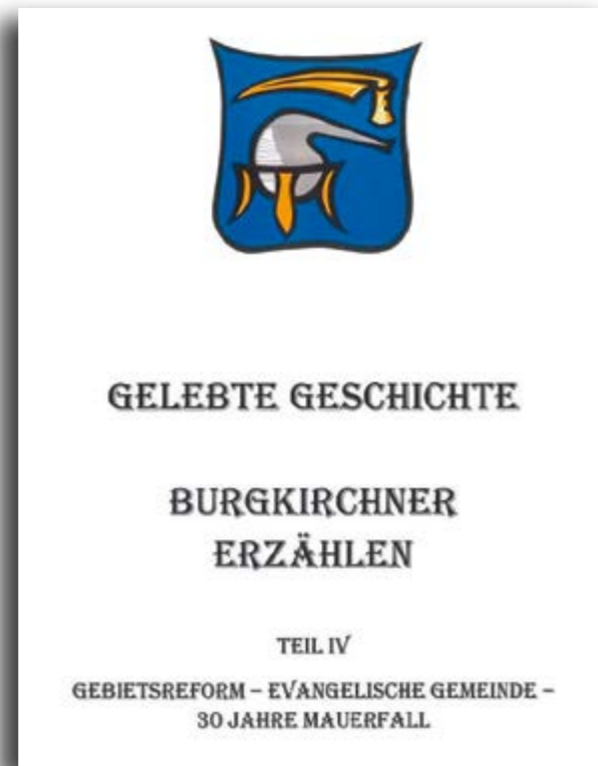 GELEBTE GESCHICHTE
BURGKIRCHNER
ERZÄHLEN
TEIL IV
GEBIETSREFORM – EVANGELISCHE GEMEINDE –
30 JAHRE MAUERFALL